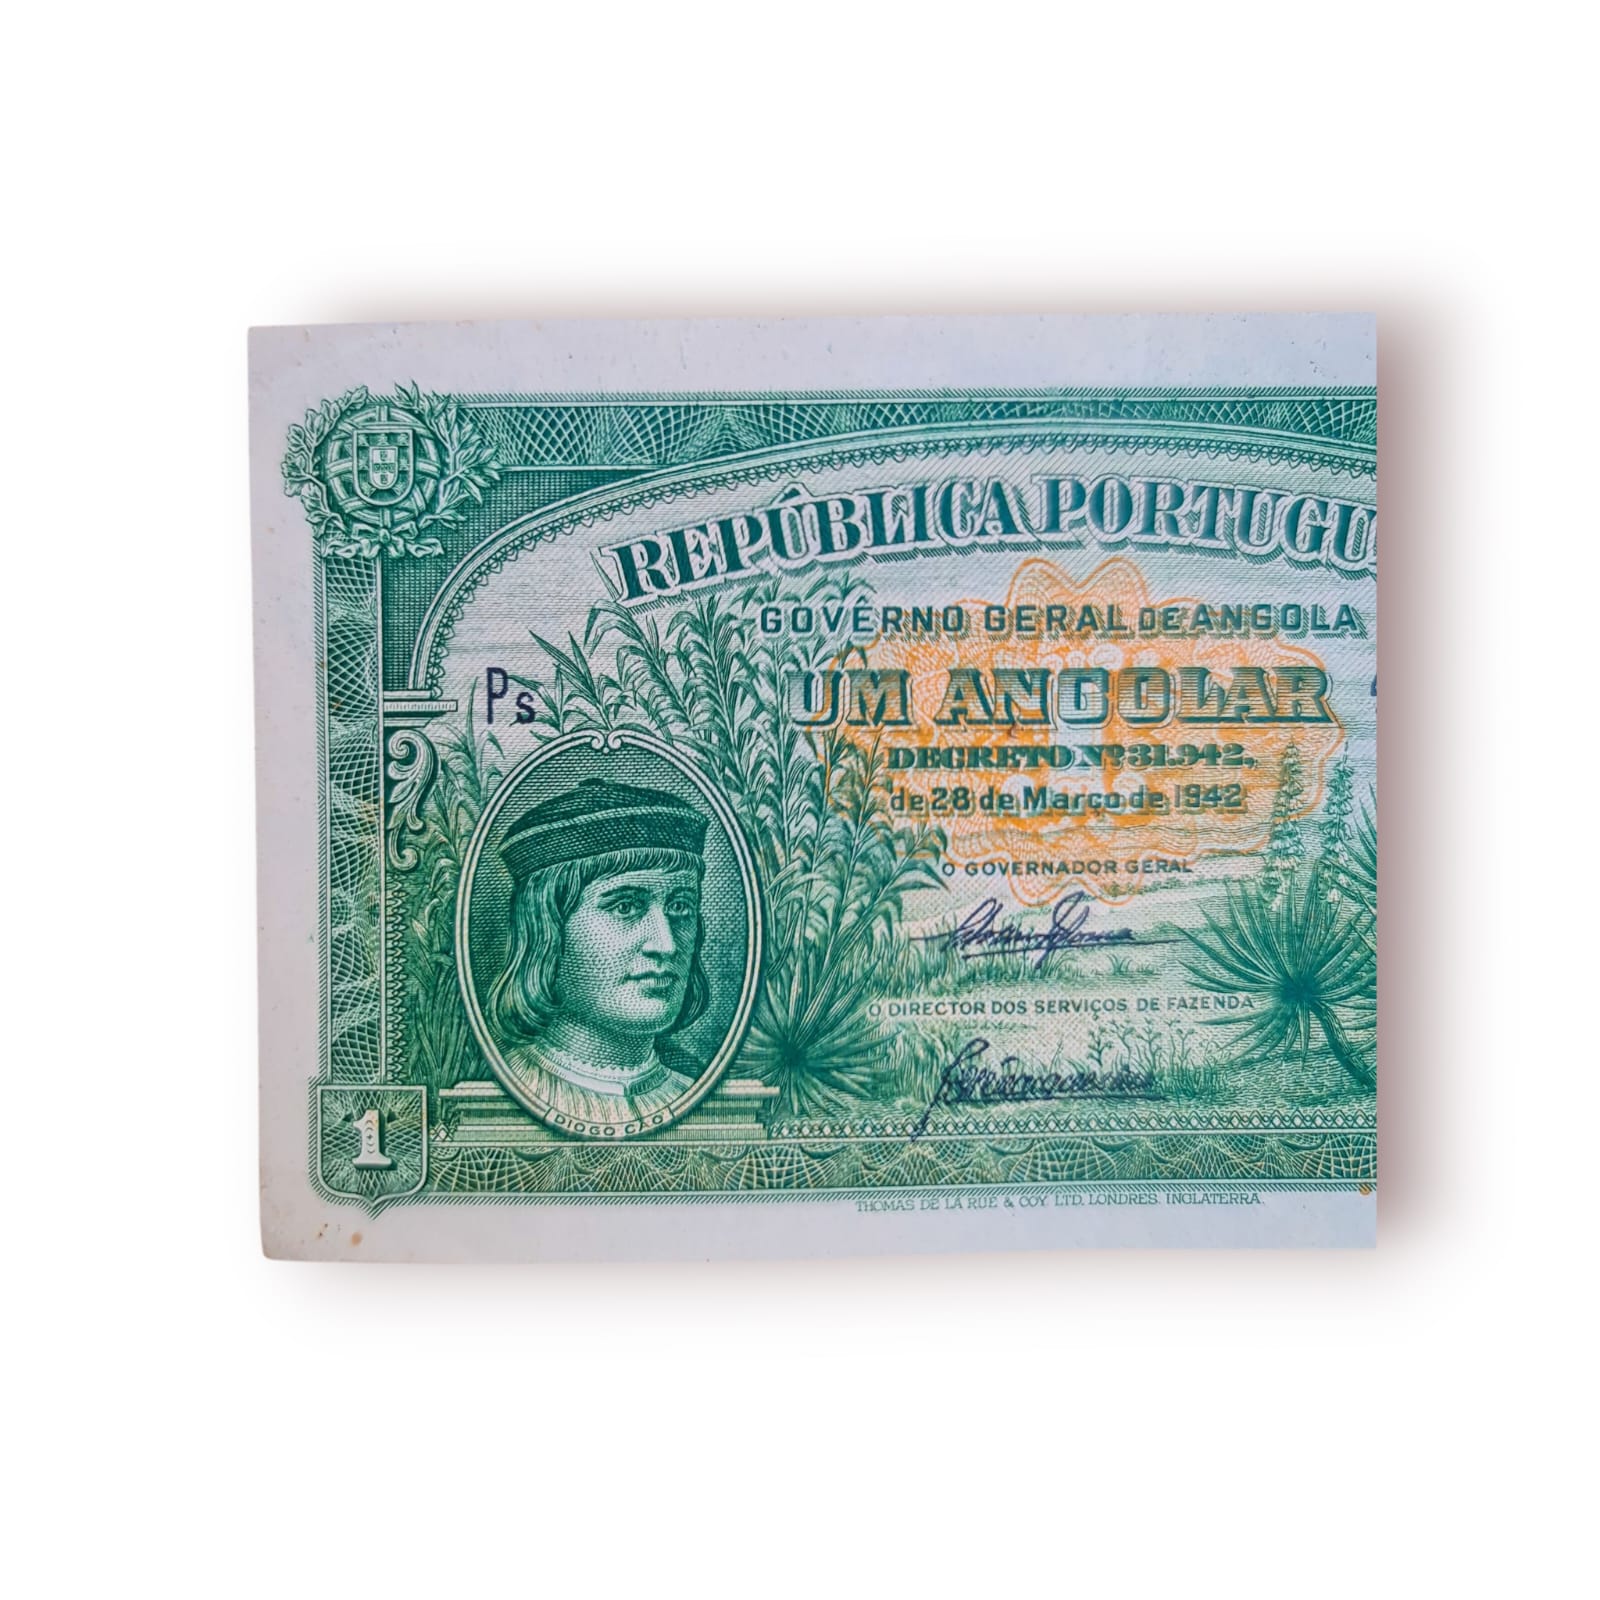 REPÚBLICA PORTUGU
GOVÊRNO GERAL DE ANGOLA
Ps
UM ANGOLAR
DECRETO Nº 31.942,
de 28 de Março de 1942
O GOVERNADOR GERAL
O DIRECTOR DOS SERVIÇOS DE FAZENDA
DIOGO CÃO
1
THOMAS DE LA RUE & COY. LTD. LONDRES. INGLATERRA.